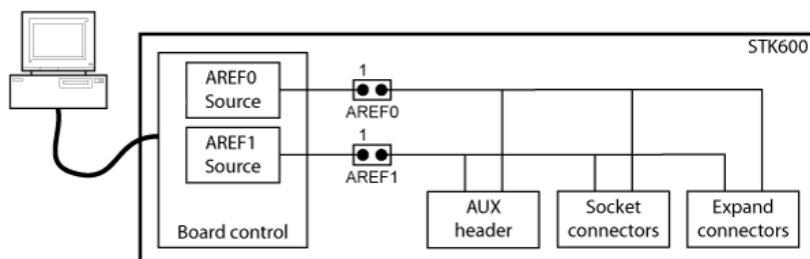 STK600
AREF0
Source
1
AREF0
AREF1
Source
1
AREF1
Board control
AUX
header
Socket
connectors
Expand
connectors